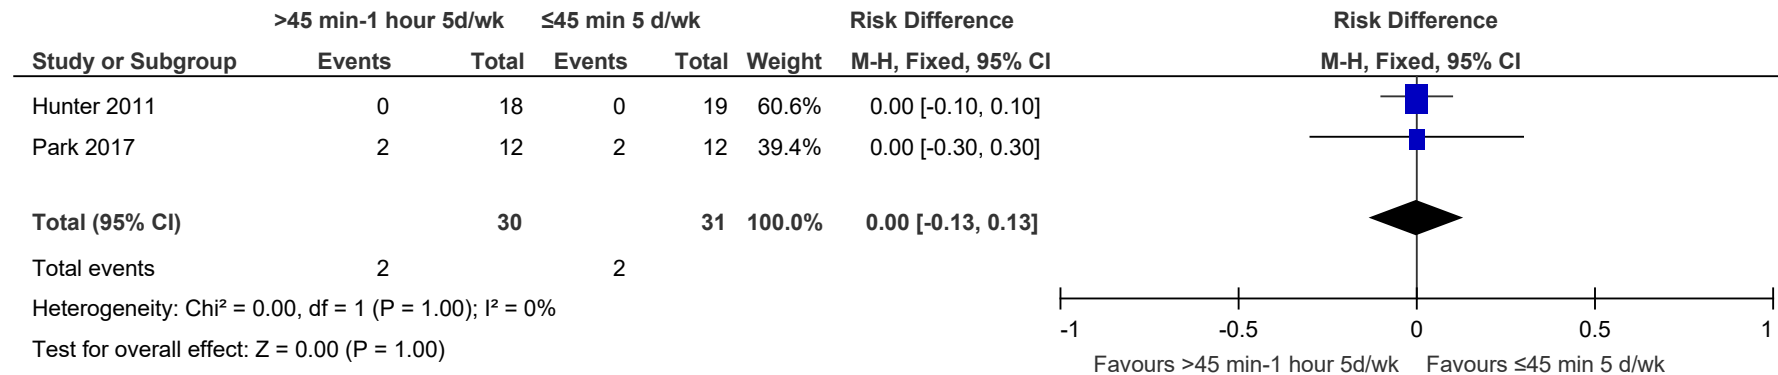 >45 min-1 hour 5d/wk ≤45 min 5 d/wk Risk Difference Risk Difference
Study or Subgroup Events Total Events Total Weight M-H, Fixed, 95% CI M-H, Fixed, 95% CI
Hunter 2011 0 18 0 19 60.6% 0.00 [-0.10, 0.10]
Park 2017 2 12 2 12 39.4% 0.00 [-0.30, 0.30]
Total (95% CI) 30 31 100.0% 0.00 [-0.13, 0.13]
Total events 2 2
Heterogeneity: Chi² = 0.00, df = 1 (P = 1.00); I² = 0%
Test for overall effect: Z = 0.00 (P = 1.00)
-1 -0.5 0 0.5 1
Favours >45 min-1 hour 5d/wk Favours ≤45 min 5 d/wk